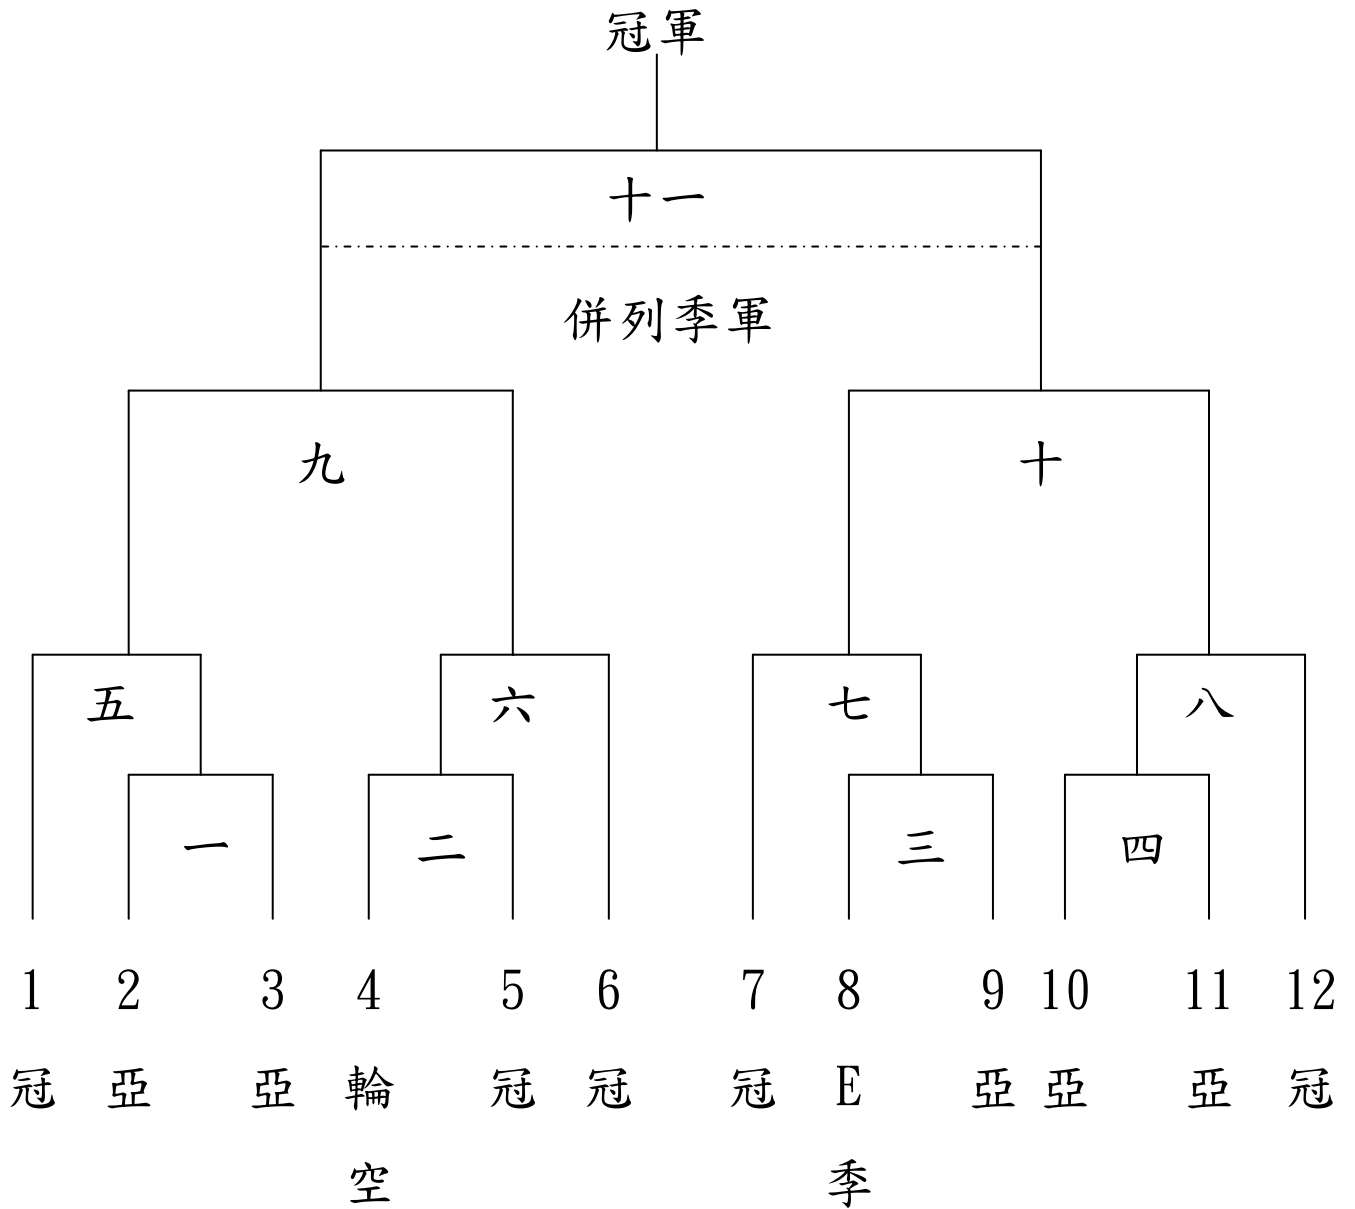 冠軍
十一
併列季軍
九 十
五 六 七 八
一 二 三 四
1 2 3 4 5 6 7 8 9 10 11 12
冠 亞 亞 輪 冠 冠 冠 E 亞 亞 亞 冠
空 季